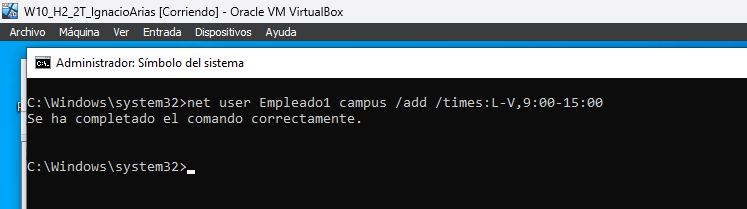 W10_H2_2T_IgnacioArias [Corriendo] - Oracle VM VirtualBox
Archivo Máquina Ver Entrada Dispositivos Ayuda
Administrador: Símbolo del sistema
C:\Windows\system32>net user Empleado1 campus /add /times:L-V,9:00-15:00
Se ha completado el comando correctamente.
C:\Windows\system32>